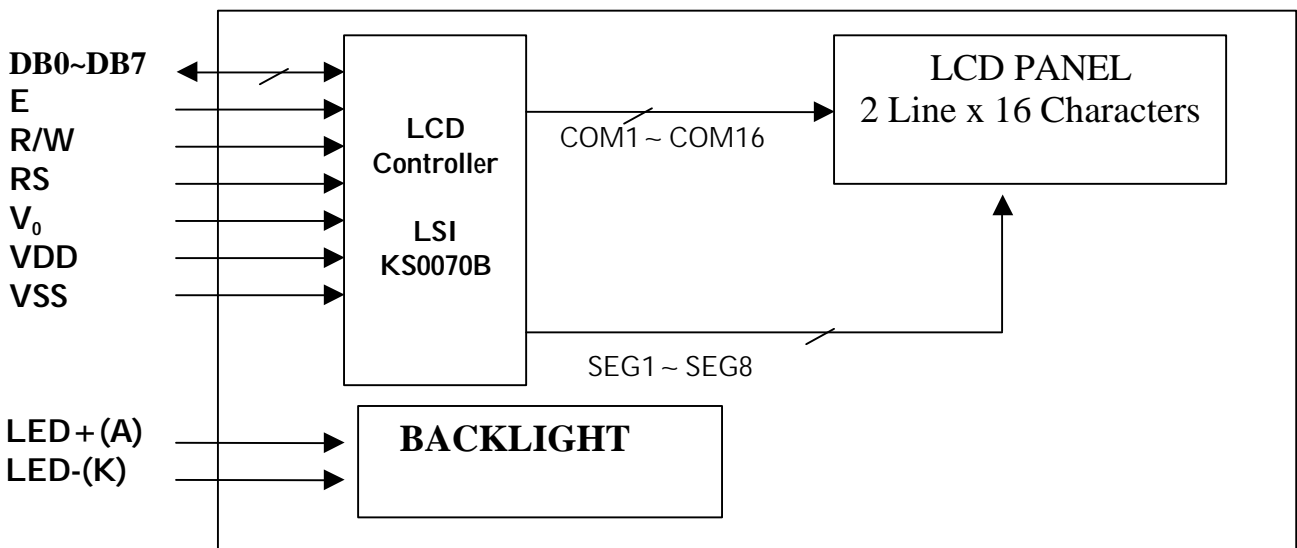 DB0~DB7
E
R/W
RS
V₀
VDD
VSS
LED+(A)
LED-(K)
LCD
Controller
LSI
KS0070B
COM1 ~ COM16
SEG1 ~ SEG8
LCD PANEL
2 Line x 16 Characters
BACKLIGHT